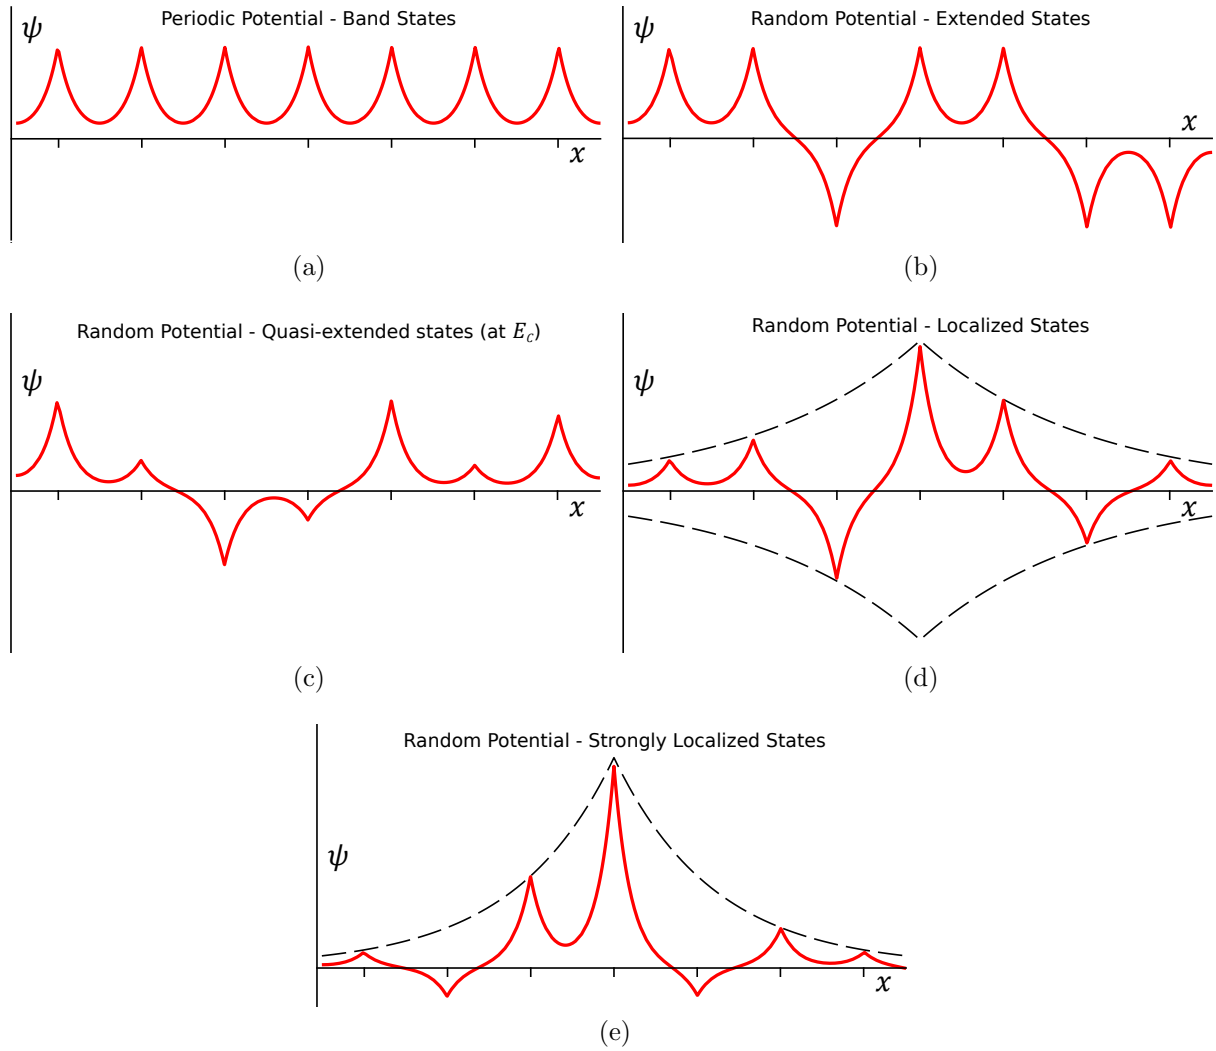 Periodic Potential - Band States
ψ
x
(a)
Random Potential - Extended States
ψ
x
(b)
Random Potential - Quasi-extended states (at E_c)
ψ
x
(c)
Random Potential - Localized States
ψ
x
(d)
Random Potential - Strongly Localized States
ψ
x
(e)